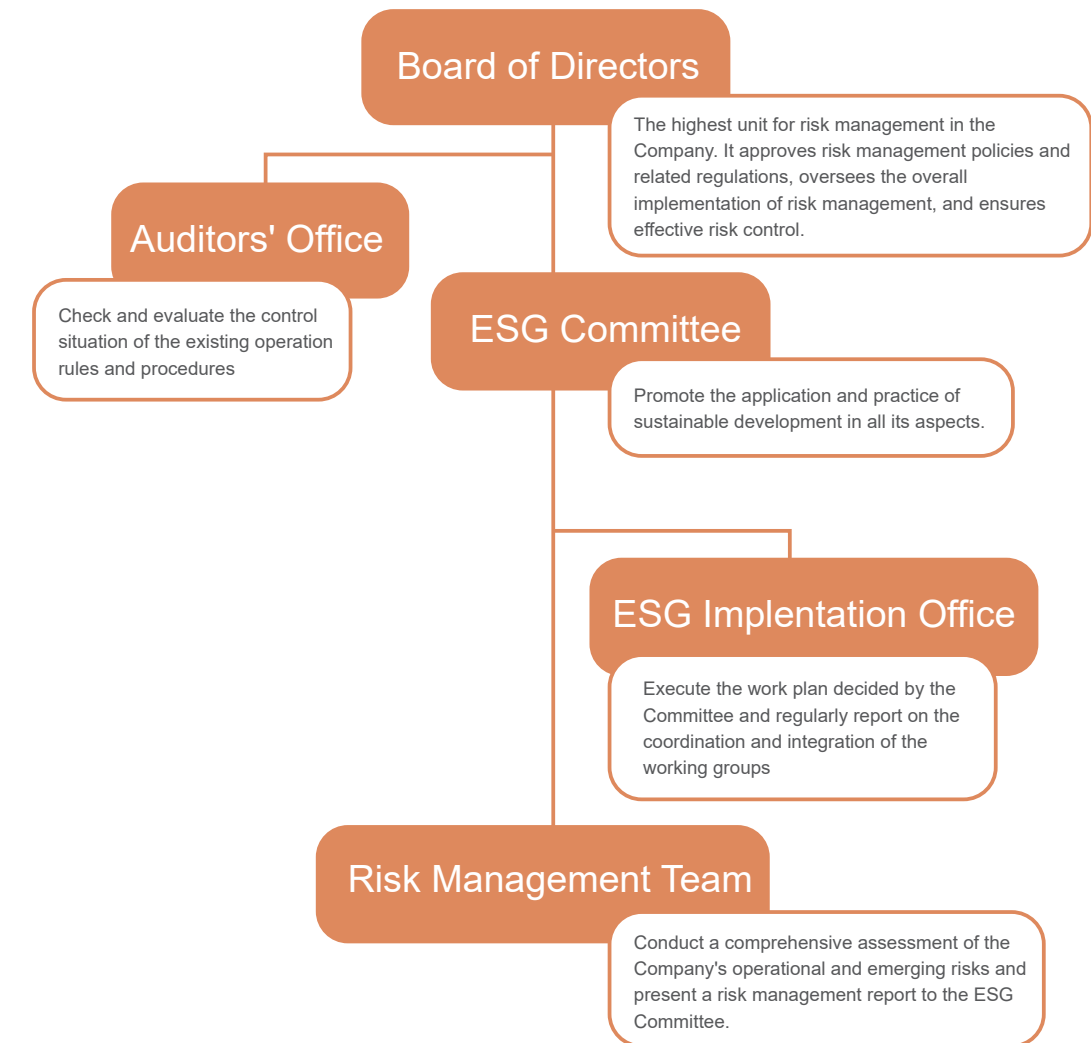 Board of Directors
The highest unit for risk management in the
Company. It approves risk management policies and
related regulations, oversees the overall
implementation of risk management, and ensures
effective risk control.
Auditors' Office
Check and evaluate the control
situation of the existing operation
rules and procedures
ESG Committee
Promote the application and practice of
sustainable development in all its aspects.
ESG Implentation Office
Execute the work plan decided by the
Committee and regularly report on the
coordination and integration of the
working groups
Risk Management Team
Conduct a comprehensive assessment of the
Company's operational and emerging risks and
present a risk management report to the ESG
Committee.